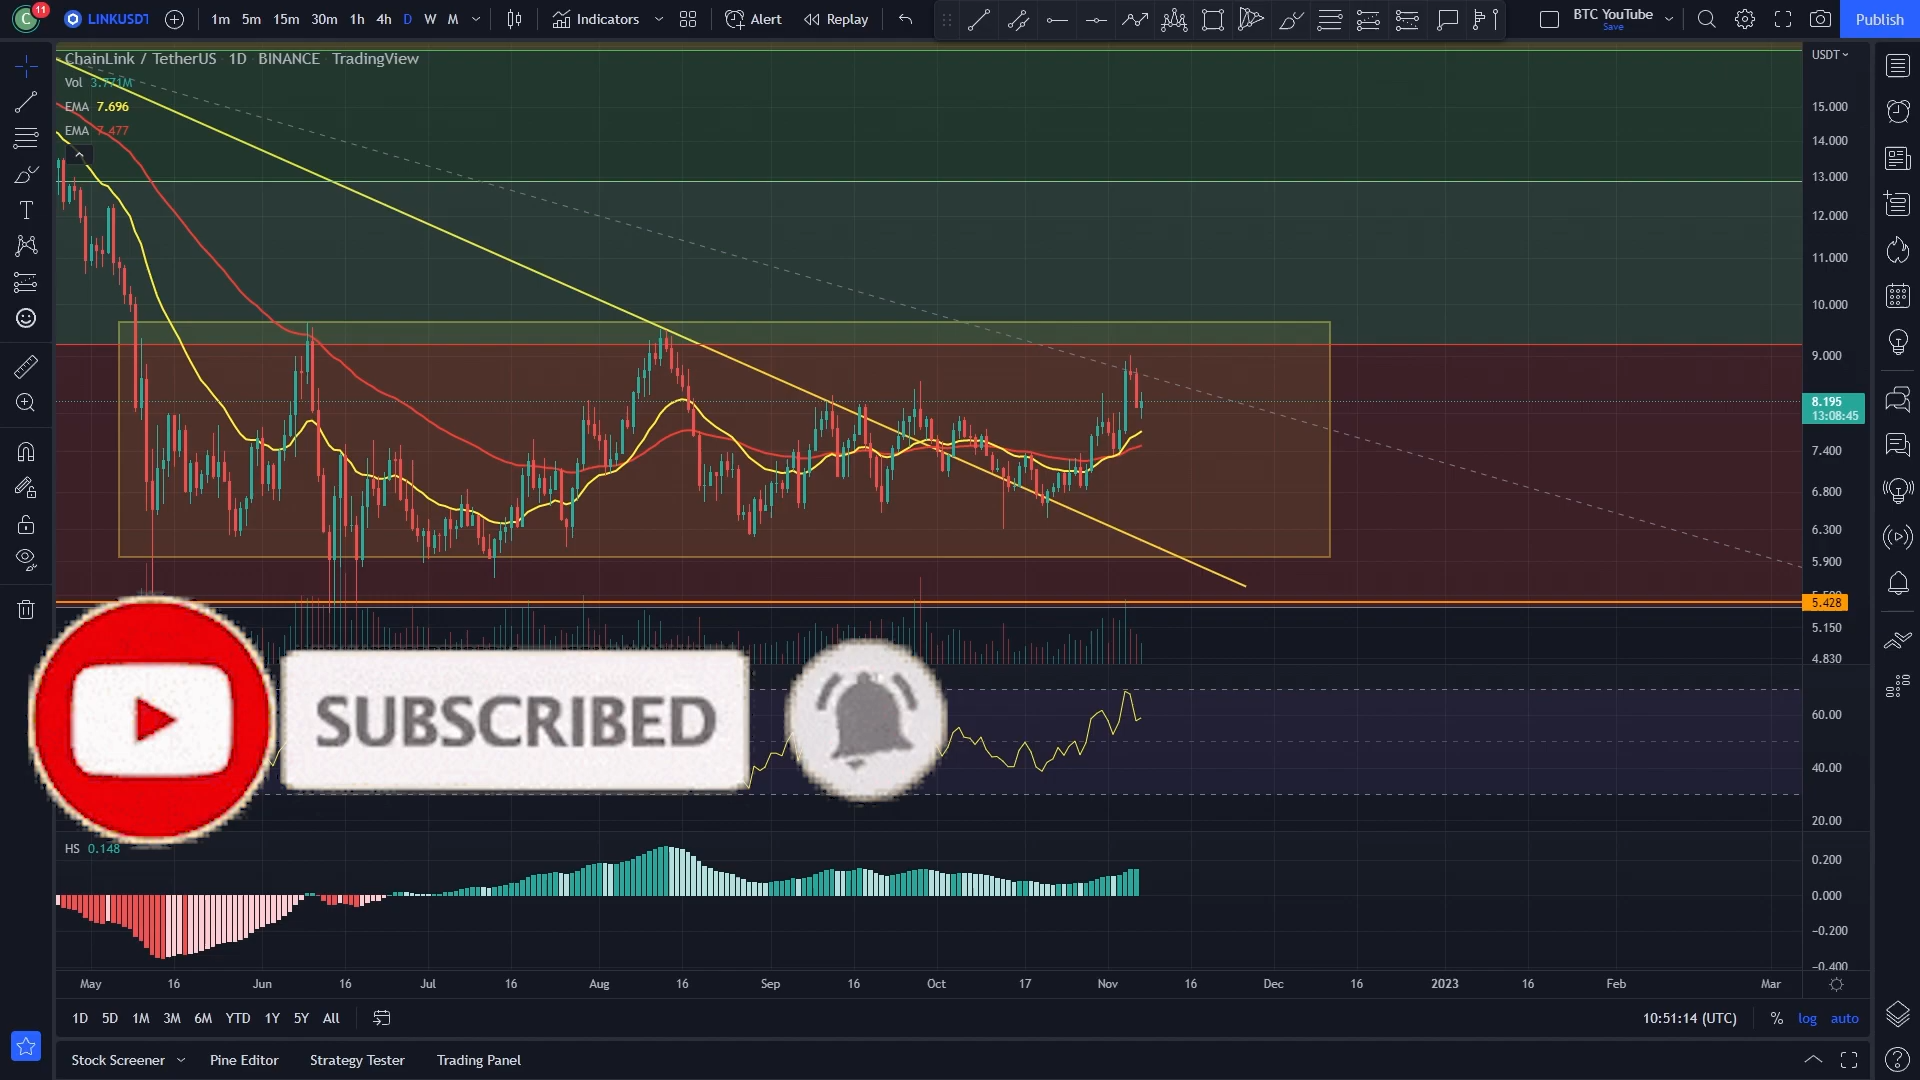 C 11 LINKUSDT 1m 5m 15m 30m 1h 4h D W M Indicators Alert Replay BTC YouTube Save Publish
ChainLink / TetherUS 1D BINANCE TradingView
USDT
Vol 3.771M
EMA 7.696
EMA 7.477
15.000
14.000
13.000
12.000
11.000
10.000
9.000
8.195
13:08:45
7.400
6.800
6.300
5.900
5.428
5.150
4.830
SUBSCRIBED
60.00
40.00
20.00
HS 0.148
0.200
0.000
-0.200
-0.400
May 16 Jun 16 Jul 16 Aug 16 Sep 16 Oct 17 Nov 16 Dec 16 2023 16 Feb Mar
1D 5D 1M 3M 6M YTD 1Y 5Y All 10:51:14 (UTC) % log auto
Stock Screener Pine Editor Strategy Tester Trading Panel